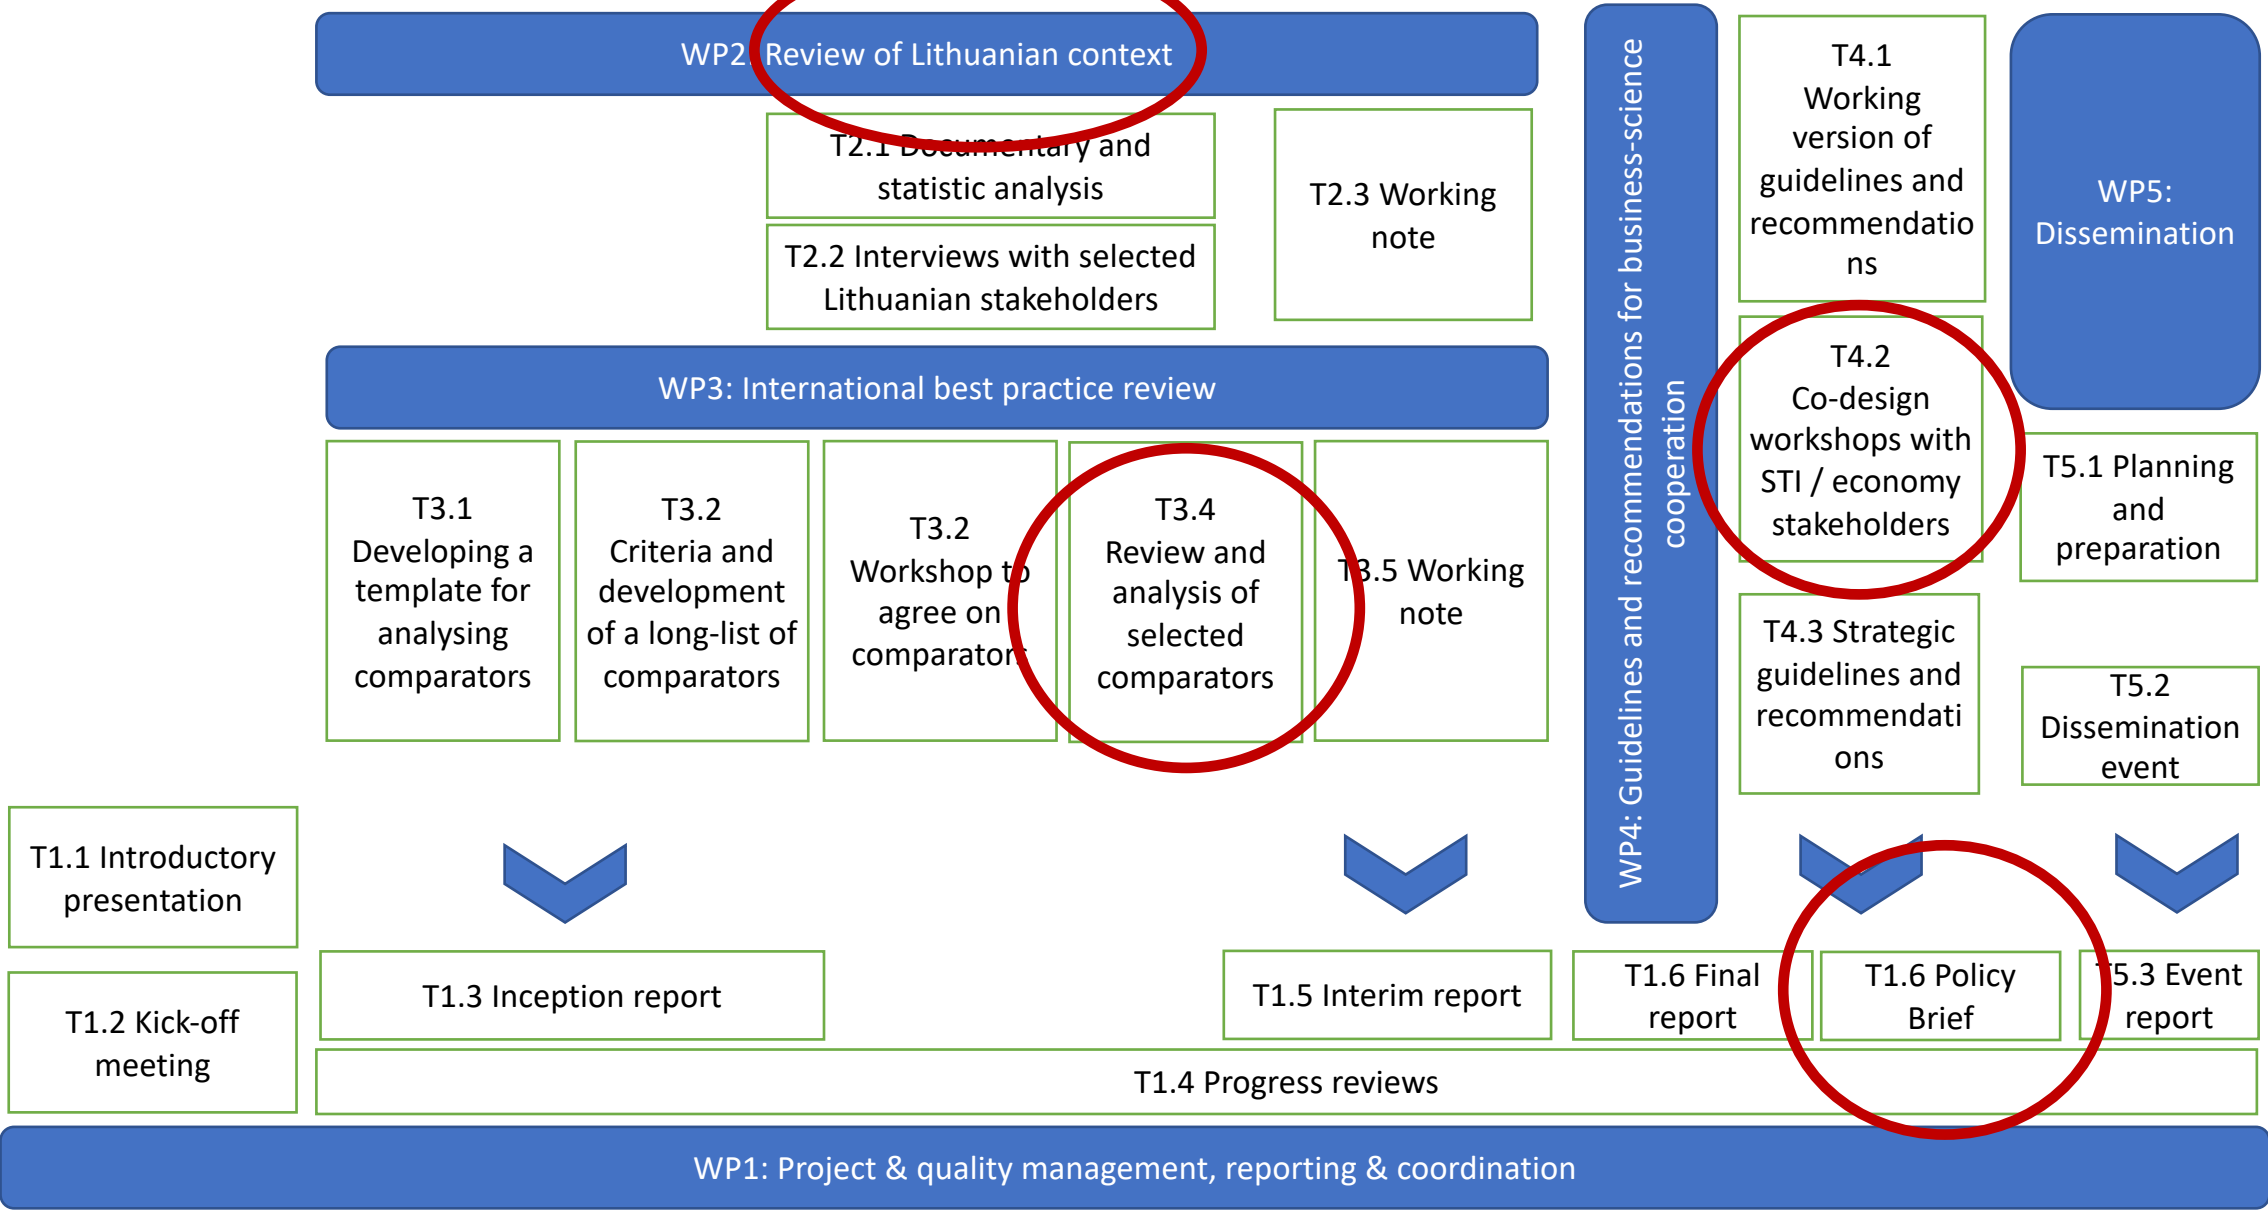 WP2: Review of Lithuanian context
T2.1 Documentary and
statistic analysis
T2.2 Interviews with selected
Lithuanian stakeholders
T2.3 Working
note
WP3: International best practice review
T3.1
Developing a
template for
analysing
comparators
T3.2
Criteria and
development
of a long-list of
comparators
T3.2
Workshop to
agree on
comparators
T3.4
Review and
analysis of
selected
comparators
T3.5 Working
note
WP4: Guidelines and recommendations for business-science
cooperation
T4.1
Working
version of
guidelines and
recommendatio
ns
T4.2
Co-design
workshops with
STI / economy
stakeholders
T4.3 Strategic
guidelines and
recommendati
ons
WP5:
Dissemination
T5.1 Planning
and
preparation
T5.2
Dissemination
event
T1.1 Introductory
presentation
T1.2 Kick-off
meeting
T1.3 Inception report
T1.5 Interim report
T1.6 Final
report
T1.6 Policy
Brief
T5.3 Event
report
T1.4 Progress reviews
WP1: Project & quality management, reporting & coordination